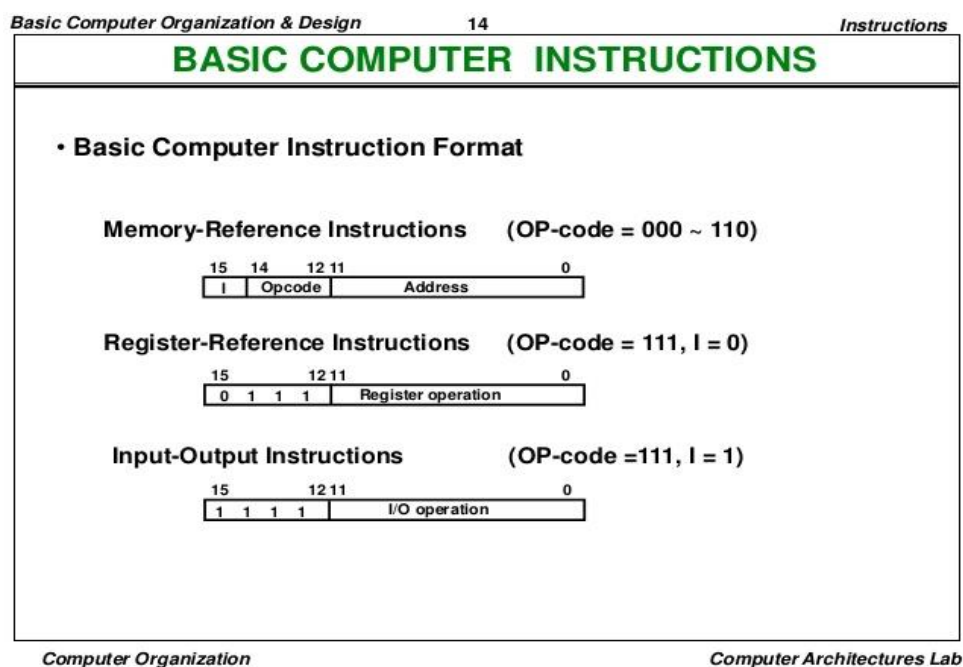 Basic Computer Organization & Design 14 Instructions
BASIC COMPUTER INSTRUCTIONS
• Basic Computer Instruction Format
Memory-Reference Instructions (OP-code = 000 ~ 110)
15 14 12 11 0
I Opcode Address
Register-Reference Instructions (OP-code = 111, I = 0)
15 12 11 0
0 1 1 1 Register operation
Input-Output Instructions (OP-code =111, I = 1)
15 12 11 0
1 1 1 1 I/O operation
Computer Organization Computer Architectures Lab